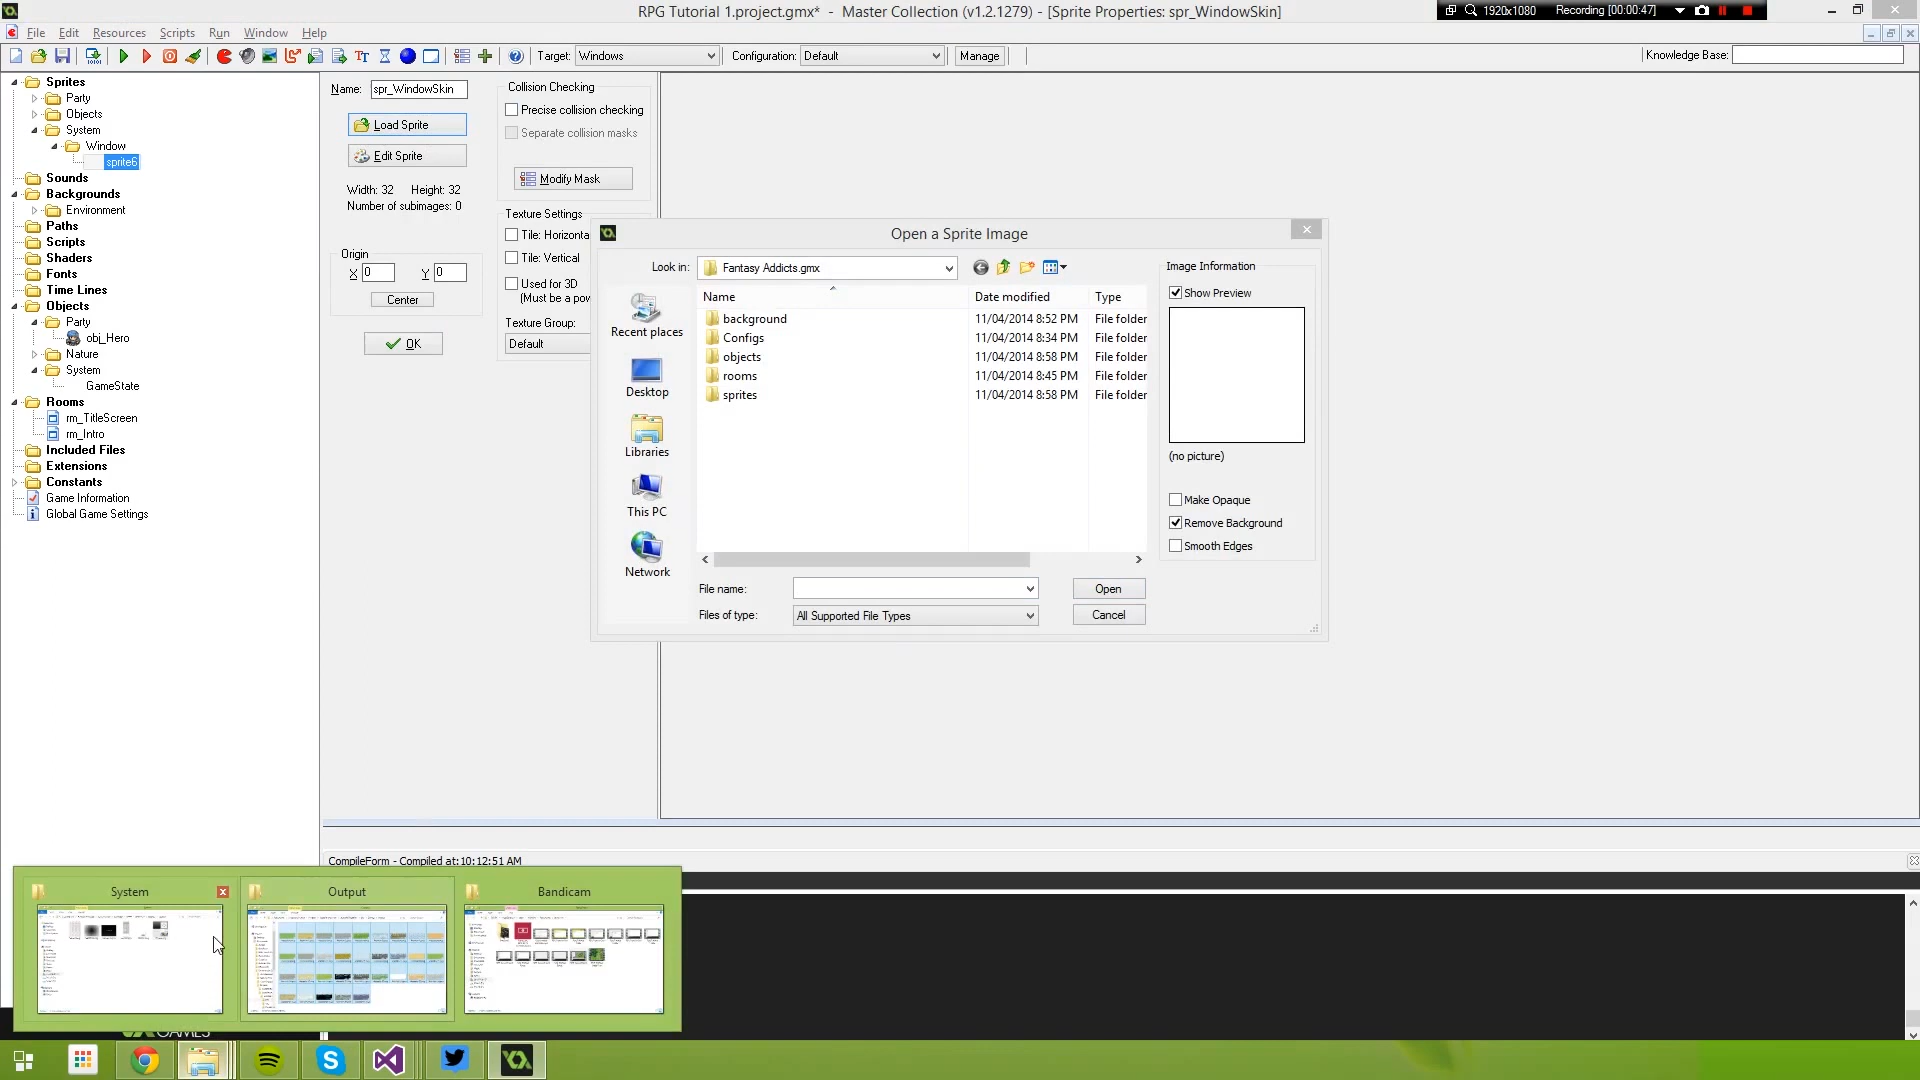 RPG Tutorial 1.project.gmx* - Master Collection (v1.2.1279) - [Sprite Properties: spr_WindowSkin]
1920x1080 Recording [00:00:47]
File Edit Resources Scripts Run Window Help
Target: Windows Configuration: Default Manage Knowledge Base:
Sprites
Party
Objects
System
Window
sprite6
Sounds
Backgrounds
Environment
Paths
Scripts
Shaders
Fonts
Time Lines
Objects
Party
obj_Hero
Nature
System
GameState
Rooms
rm_TitleScreen
rm_Intro
Included Files
Extensions
Constants
Game Information
Global Game Settings
Name: spr_WindowSkin
Load Sprite
Edit Sprite
Width: 32 Height: 32
Number of subimages: 0
Origin
X 0 Y 0
Center
OK
Collision Checking
Precise collision checking
Separate collision masks
Modify Mask
Texture Settings
Tile: Horizonta
Tile: Vertical
Used for 3D
(Must be a pow
Texture Group:
Default
Open a Sprite Image
Look in: Fantasy Addicts.gmx
Recent places
Desktop
Libraries
This PC
Network
Name Date modified Type
background 11/04/2014 8:52 PM File folder
Configs 11/04/2014 8:34 PM File folder
objects 11/04/2014 8:58 PM File folder
rooms 11/04/2014 8:45 PM File folder
sprites 11/04/2014 8:58 PM File folder
File name: Open
Files of type: All Supported File Types Cancel
Image Information
Show Preview
(no picture)
Make Opaque
Remove Background
Smooth Edges
CompileForm - Compiled at:10:12:51 AM
System Output Bandicam